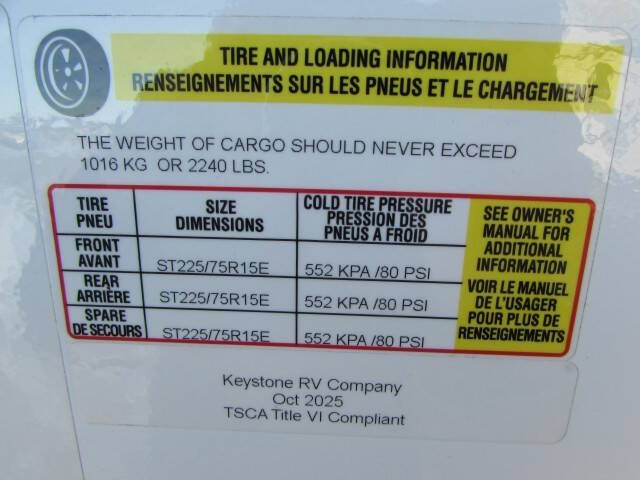 TIRE AND LOADING INFORMATION
RENSEIGNEMENTS SUR LES PNEUS ET LE CHARGEMENT
THE WEIGHT OF CARGO SHOULD NEVER EXCEED
1016 KG OR 2240 LBS.
TIRE
PNEU
SIZE
DIMENSIONS
COLD TIRE PRESSURE
PRESSION DES
PNEUS A FROID
FRONT
AVANT
ST225/75R15E
552 KPA /80 PSI
REAR
ARRIÈRE
ST225/75R15E
552 KPA /80 PSI
SPARE
DE SECOURS
ST225/75R15E
552 KPA /80 PSI
SEE OWNER'S
MANUAL FOR
ADDITIONAL
INFORMATION
VOIR LE MANUEL
DE L'USAGER
POUR PLUS DE
RENSEIGNEMENTS
Keystone RV Company
Oct 2025
TSCA Title VI Compliant